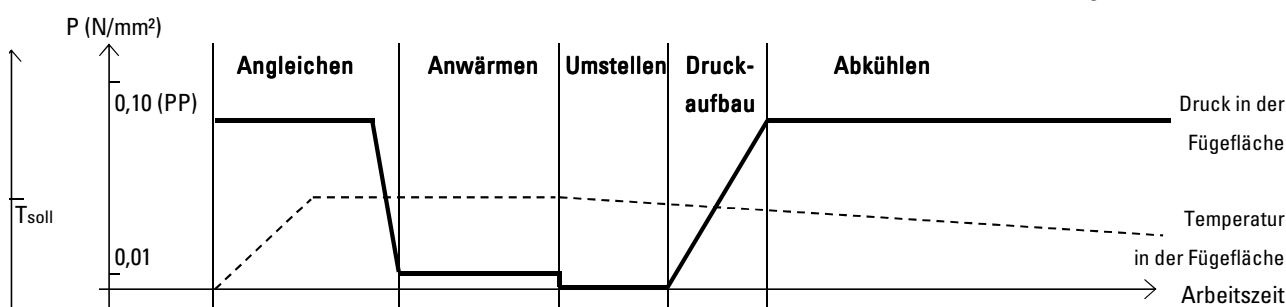 P (N/mm²)
Angleichen
Anwärmen
Umstellen
Druck-
aufbau
Abkühlen
0,10 (PP)
Druck in der
Fügefläche
Tsoll
Temperatur
in der Fügefläche
0,01
Arbeitszeit